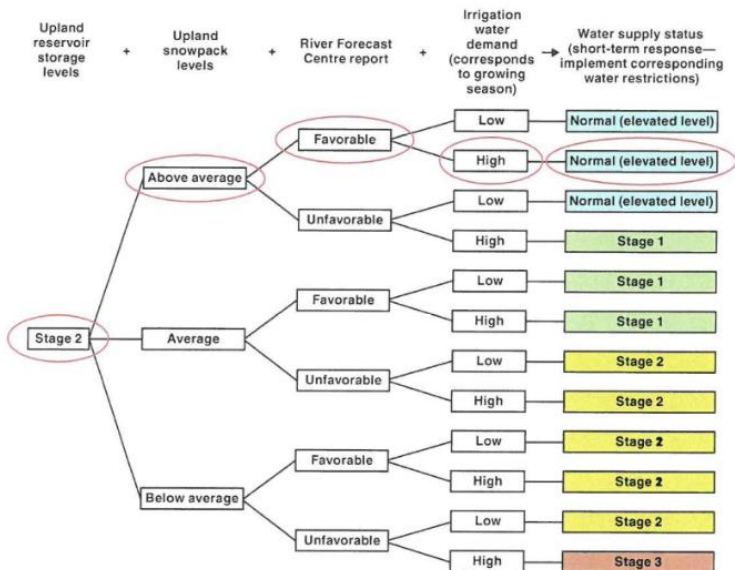 Upland
reservoir
storage
levels
+
Upland
snowpack
levels
+
River Forecast
Centre report
+
Irrigation
water
demand
(corresponds
to growing
season)
Water supply status
(short-term response—
implement corresponding
water restrictions)
Stage 2
Above average
Favorable
Low
Normal (elevated level)
High
Normal (elevated level)
Unfavorable
Low
Normal (elevated level)
High
Stage 1
Average
Favorable
Low
Stage 1
High
Stage 1
Unfavorable
Low
Stage 2
High
Stage 2
Below average
Favorable
Low
Stage 2
High
Stage 2
Unfavorable
Low
Stage 2
High
Stage 3